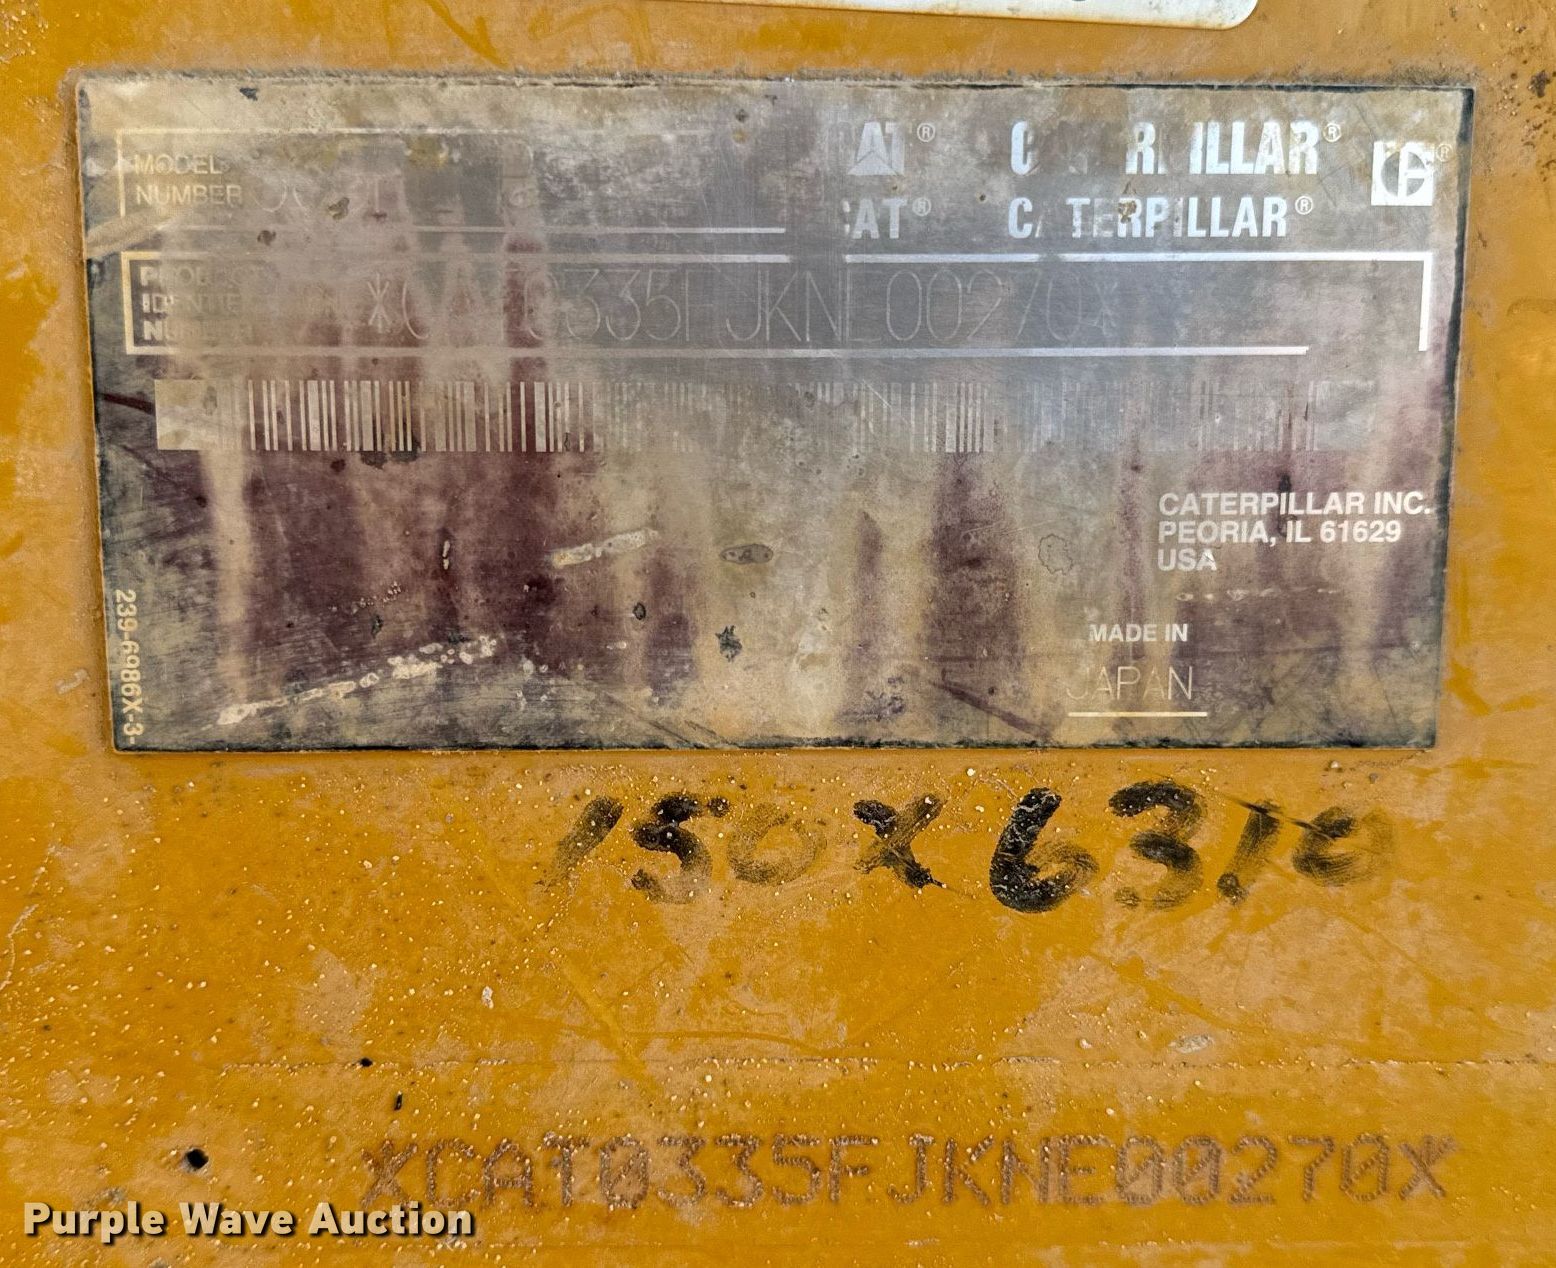 MODEL
NUMBER
CAT® CATERPILLAR®
CAT® CATERPILLAR®
PRODUCT
IDENTIFICATION
NUMBER
*CAT0335FJKNE00270*
CATERPILLAR INC.
PEORIA, IL 61629
USA
MADE IN
JAPAN
239-6986X-3-
150X6310
XCAT0335FJKNE00270X
Purple Wave Auction